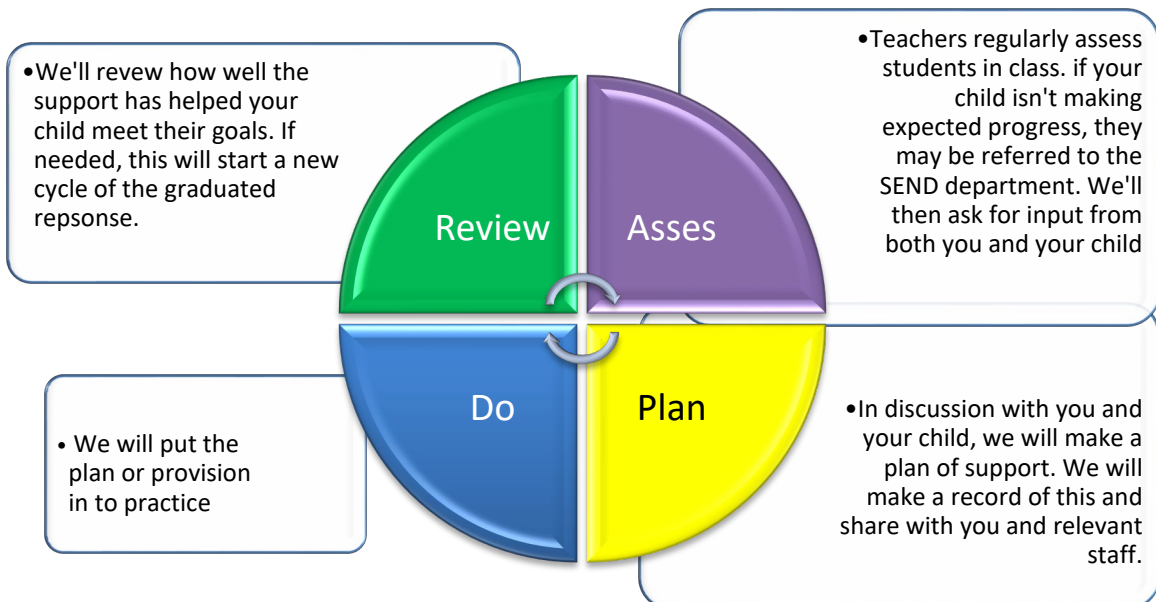 •We'll revew how well the
support has helped your
child meet their goals. If
needed, this will start a new
cycle of the graduated
repsonse.
•Teachers regularly assess
students in class. if your
child isn't making
expected progress, they
may be referred to the
SEND department. We'll
then ask for input from
both you and your child
Review
Asses
Do
Plan
• We will put the
plan or provision
in to practice
•In discussion with you and
your child, we will make a
plan of support. We will
make a record of this and
share with you and relevant
staff.